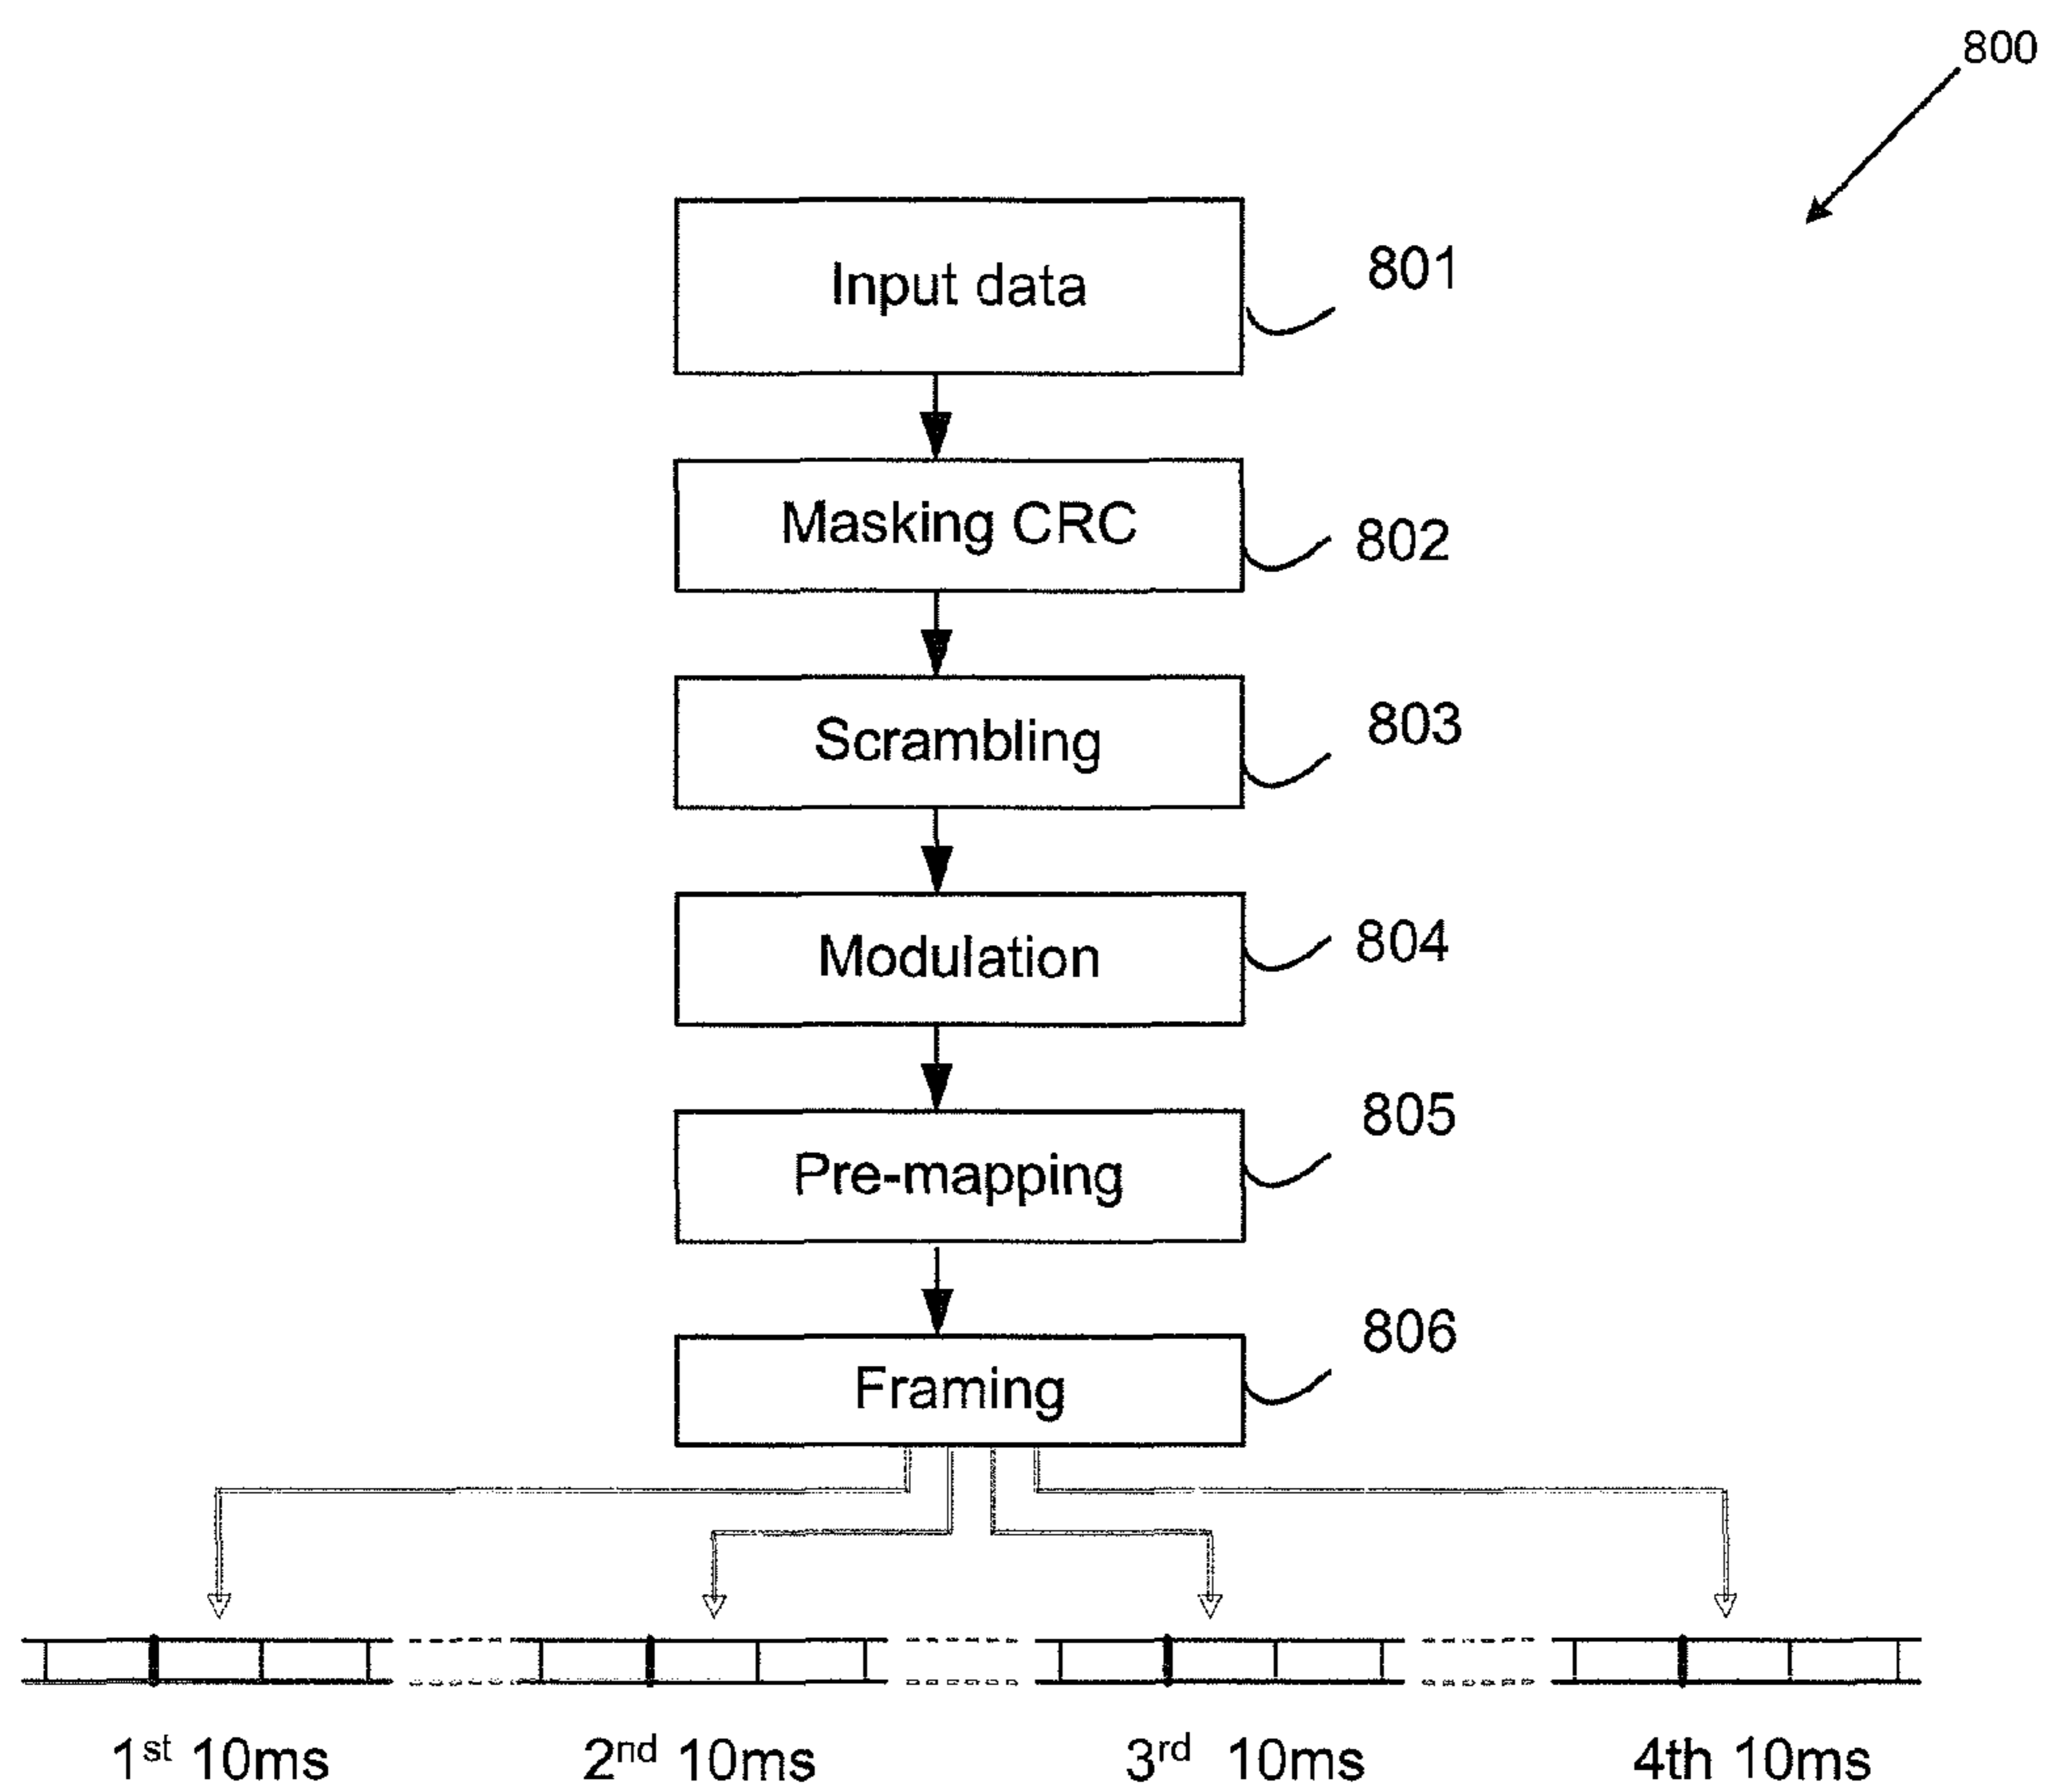 800
Input data
801
Masking CRC
802
Scrambling
803
Modulation
804
Pre-mapping
805
Framing
806
1st 10ms
2nd 10ms
3rd 10ms
4th 10ms